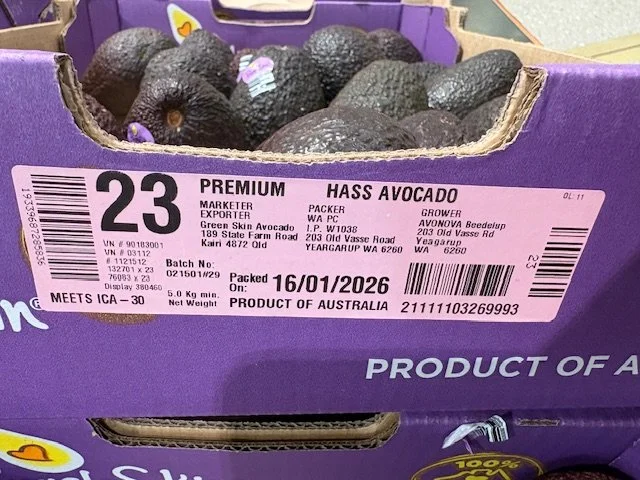 23
PREMIUM HASS AVOCADO
OL:11
MARKETER
EXPORTER
Green Skin Avocado
189 State Farm Road
Kairi 4872 Qld
PACKER
WA PC
I.P. W1038
203 Old Vasse Road
YEARGARUP WA 6260
GROWER
AVONOVA Beedelup
203 Old Vasse Rd
Yeagarup
WA 6260
VN # 90183001
VN # 03112
# 1121512
132701 x 23
76093 x 23
Display 380460
MEETS ICA-30
Batch No:
021501#29
5.0 Kg min.
Net Weight
Packed On: 16/01/2026
PRODUCT OF AUSTRALIA
21111103269993
23
PRODUCT OF A
100%